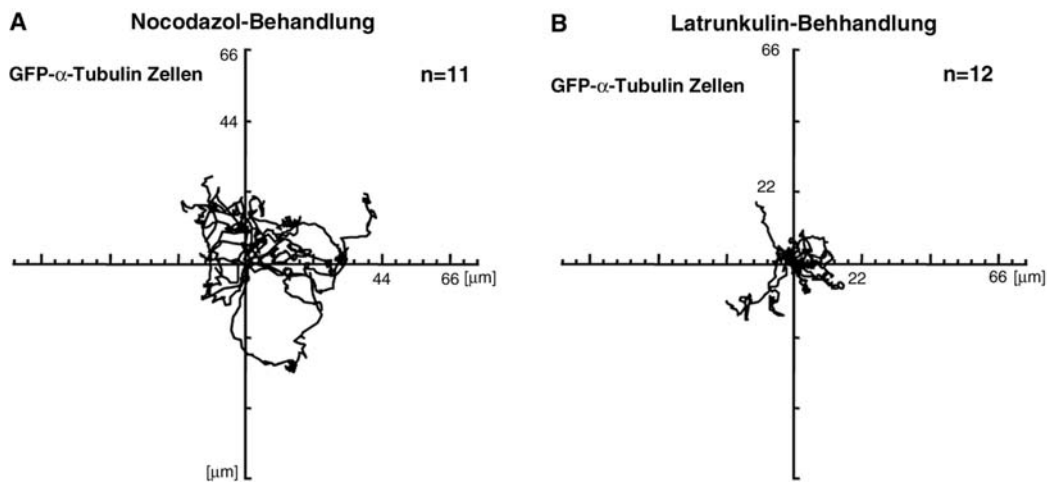 A Nocodazol-Behandlung
66
GFP-α-Tubulin Zellen
n=11
44
44 66 [µm]
[µm]
B Latrunkulin-Behhandlung
66
GFP-α-Tubulin Zellen
n=12
22
22 66 [µm]